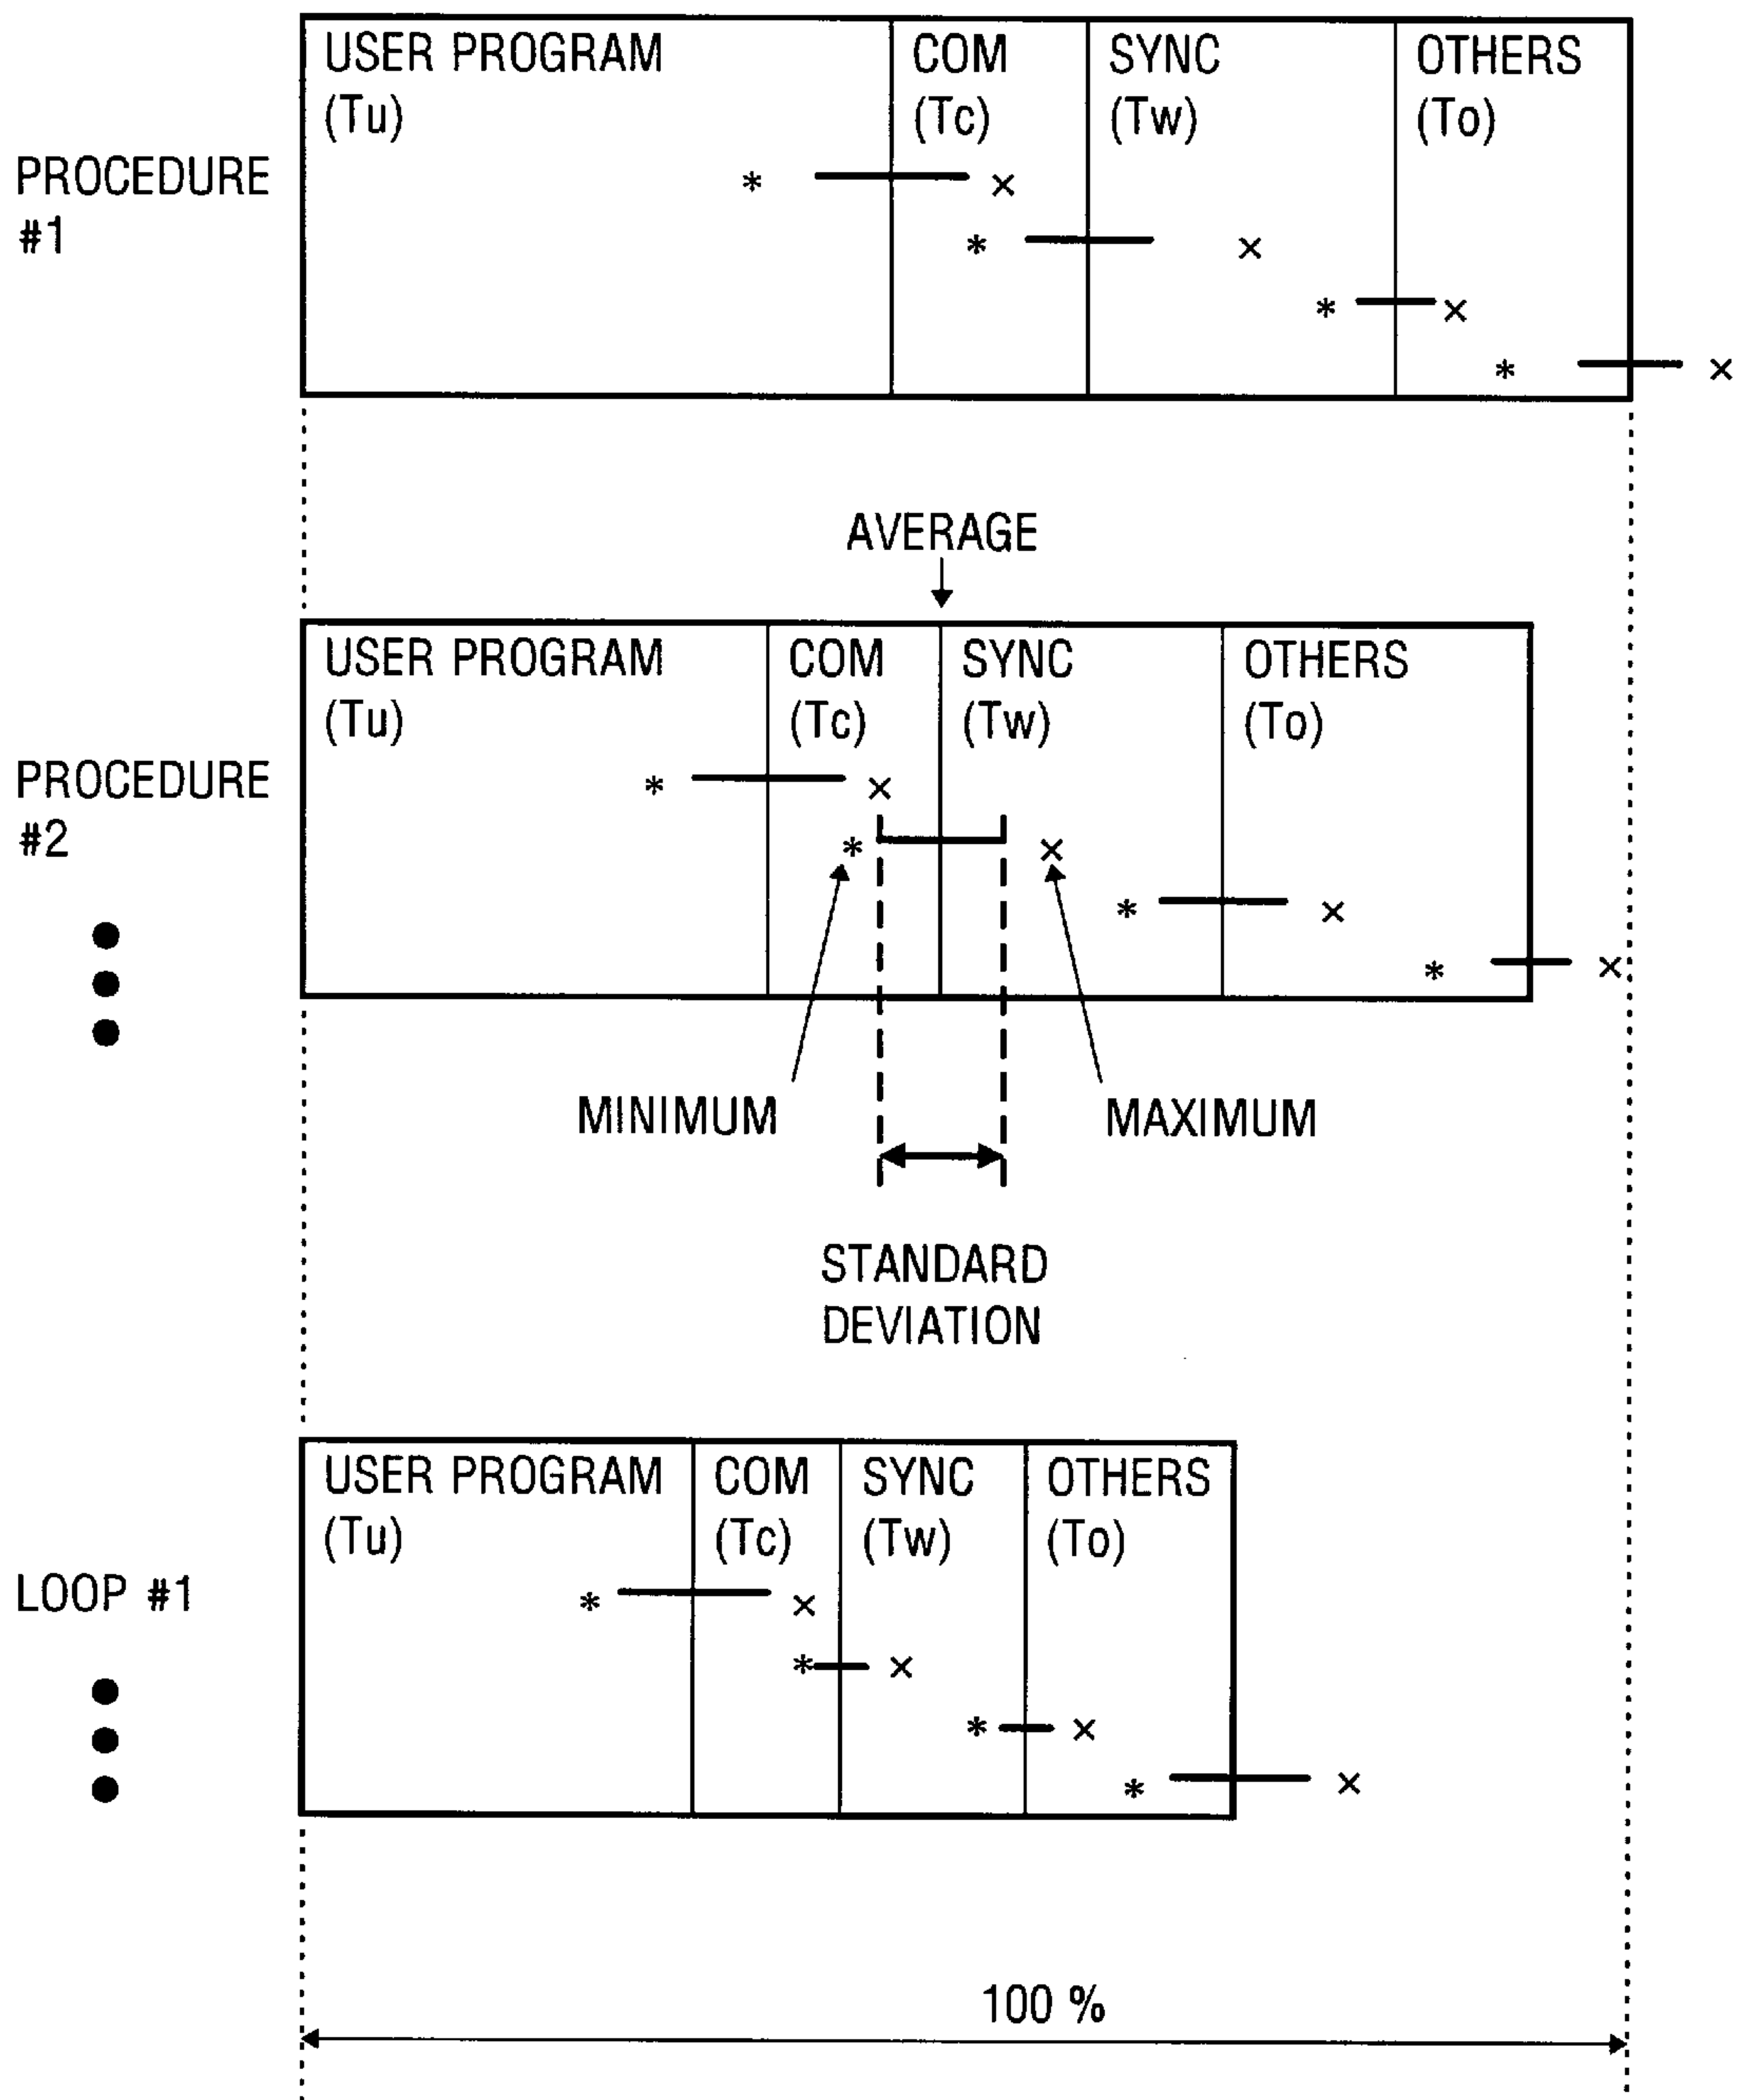 USER PROGRAM COM SYNC OTHERS
(Tu) (Tc) (Tw) (To)
PROCEDURE
#1
* ×
* ×
* ×
* ×
AVERAGE
USER PROGRAM COM SYNC OTHERS
(Tu) (Tc) (Tw) (To)
PROCEDURE
#2
* ×
* ×
* ×
* ×
MINIMUM MAXIMUM
STANDARD
DEVIATION
USER PROGRAM COM SYNC OTHERS
(Tu) (Tc) (Tw) (To)
LOOP #1
* ×
* ×
* ×
* ×
100 %